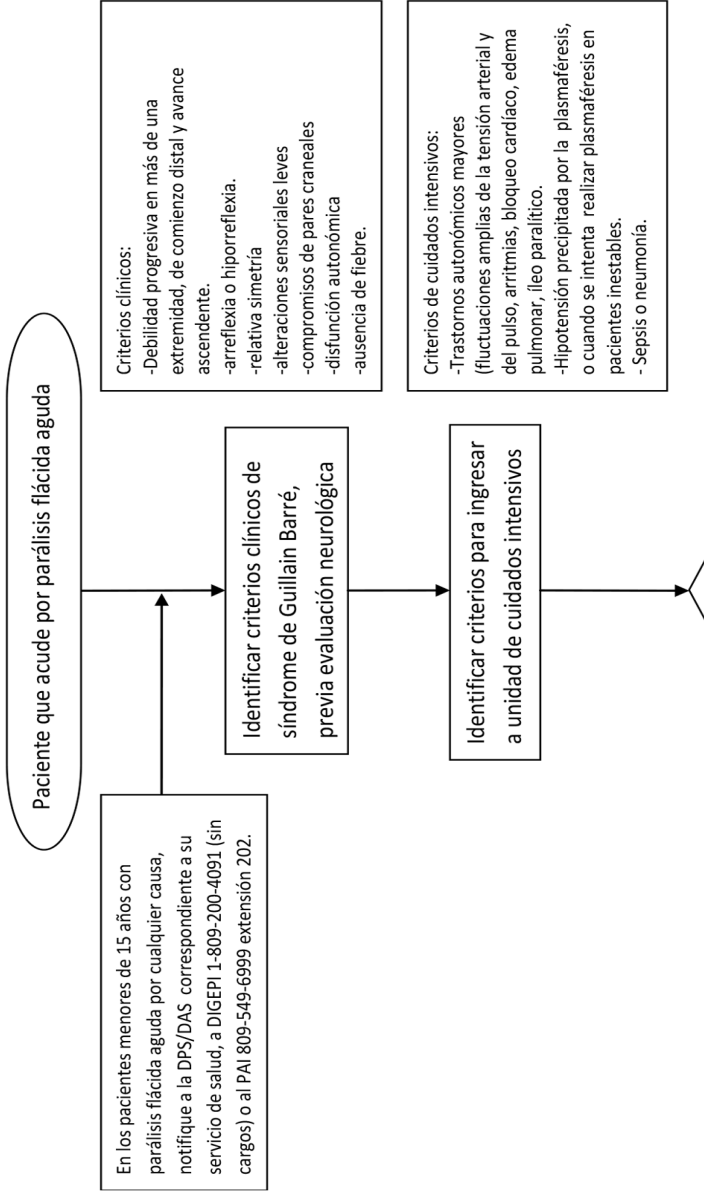 Paciente que acude por parálisis flácida aguda
En los pacientes menores de 15 años con
parálisis flácida aguda por cualquier causa,
notifique a la DPS/DAS correspondiente a su
servicio de salud, a DIGEPI 1-809-200-4091 (sin
cargos) o al PAI 809-549-6999 extensión 202.
Identificar criterios clínicos de
síndrome de Guillain Barré,
previa evaluación neurológica
Criterios clínicos:
-Debilidad progresiva en más de una
extremidad, de comienzo distal y avance
ascendente.
-arreflexia o hiporreflexia.
-relativa simetría
-alteraciones sensoriales leves
-compromisos de pares craneales
-disfunción autonómica
-ausencia de fiebre.
Identificar criterios para ingresar
a unidad de cuidados intensivos
Criterios de cuidados intensivos:
-Trastornos autonómicos mayores
(fluctuaciones amplias de la tensión arterial y
del pulso, arritmias, bloqueo cardíaco, edema
pulmonar, íleo paralítico.
-Hipotensión precipitada por la plasmaféresis,
o cuando se intenta realizar plasmaféresis en
pacientes inestables.
- Sepsis o neumonía.